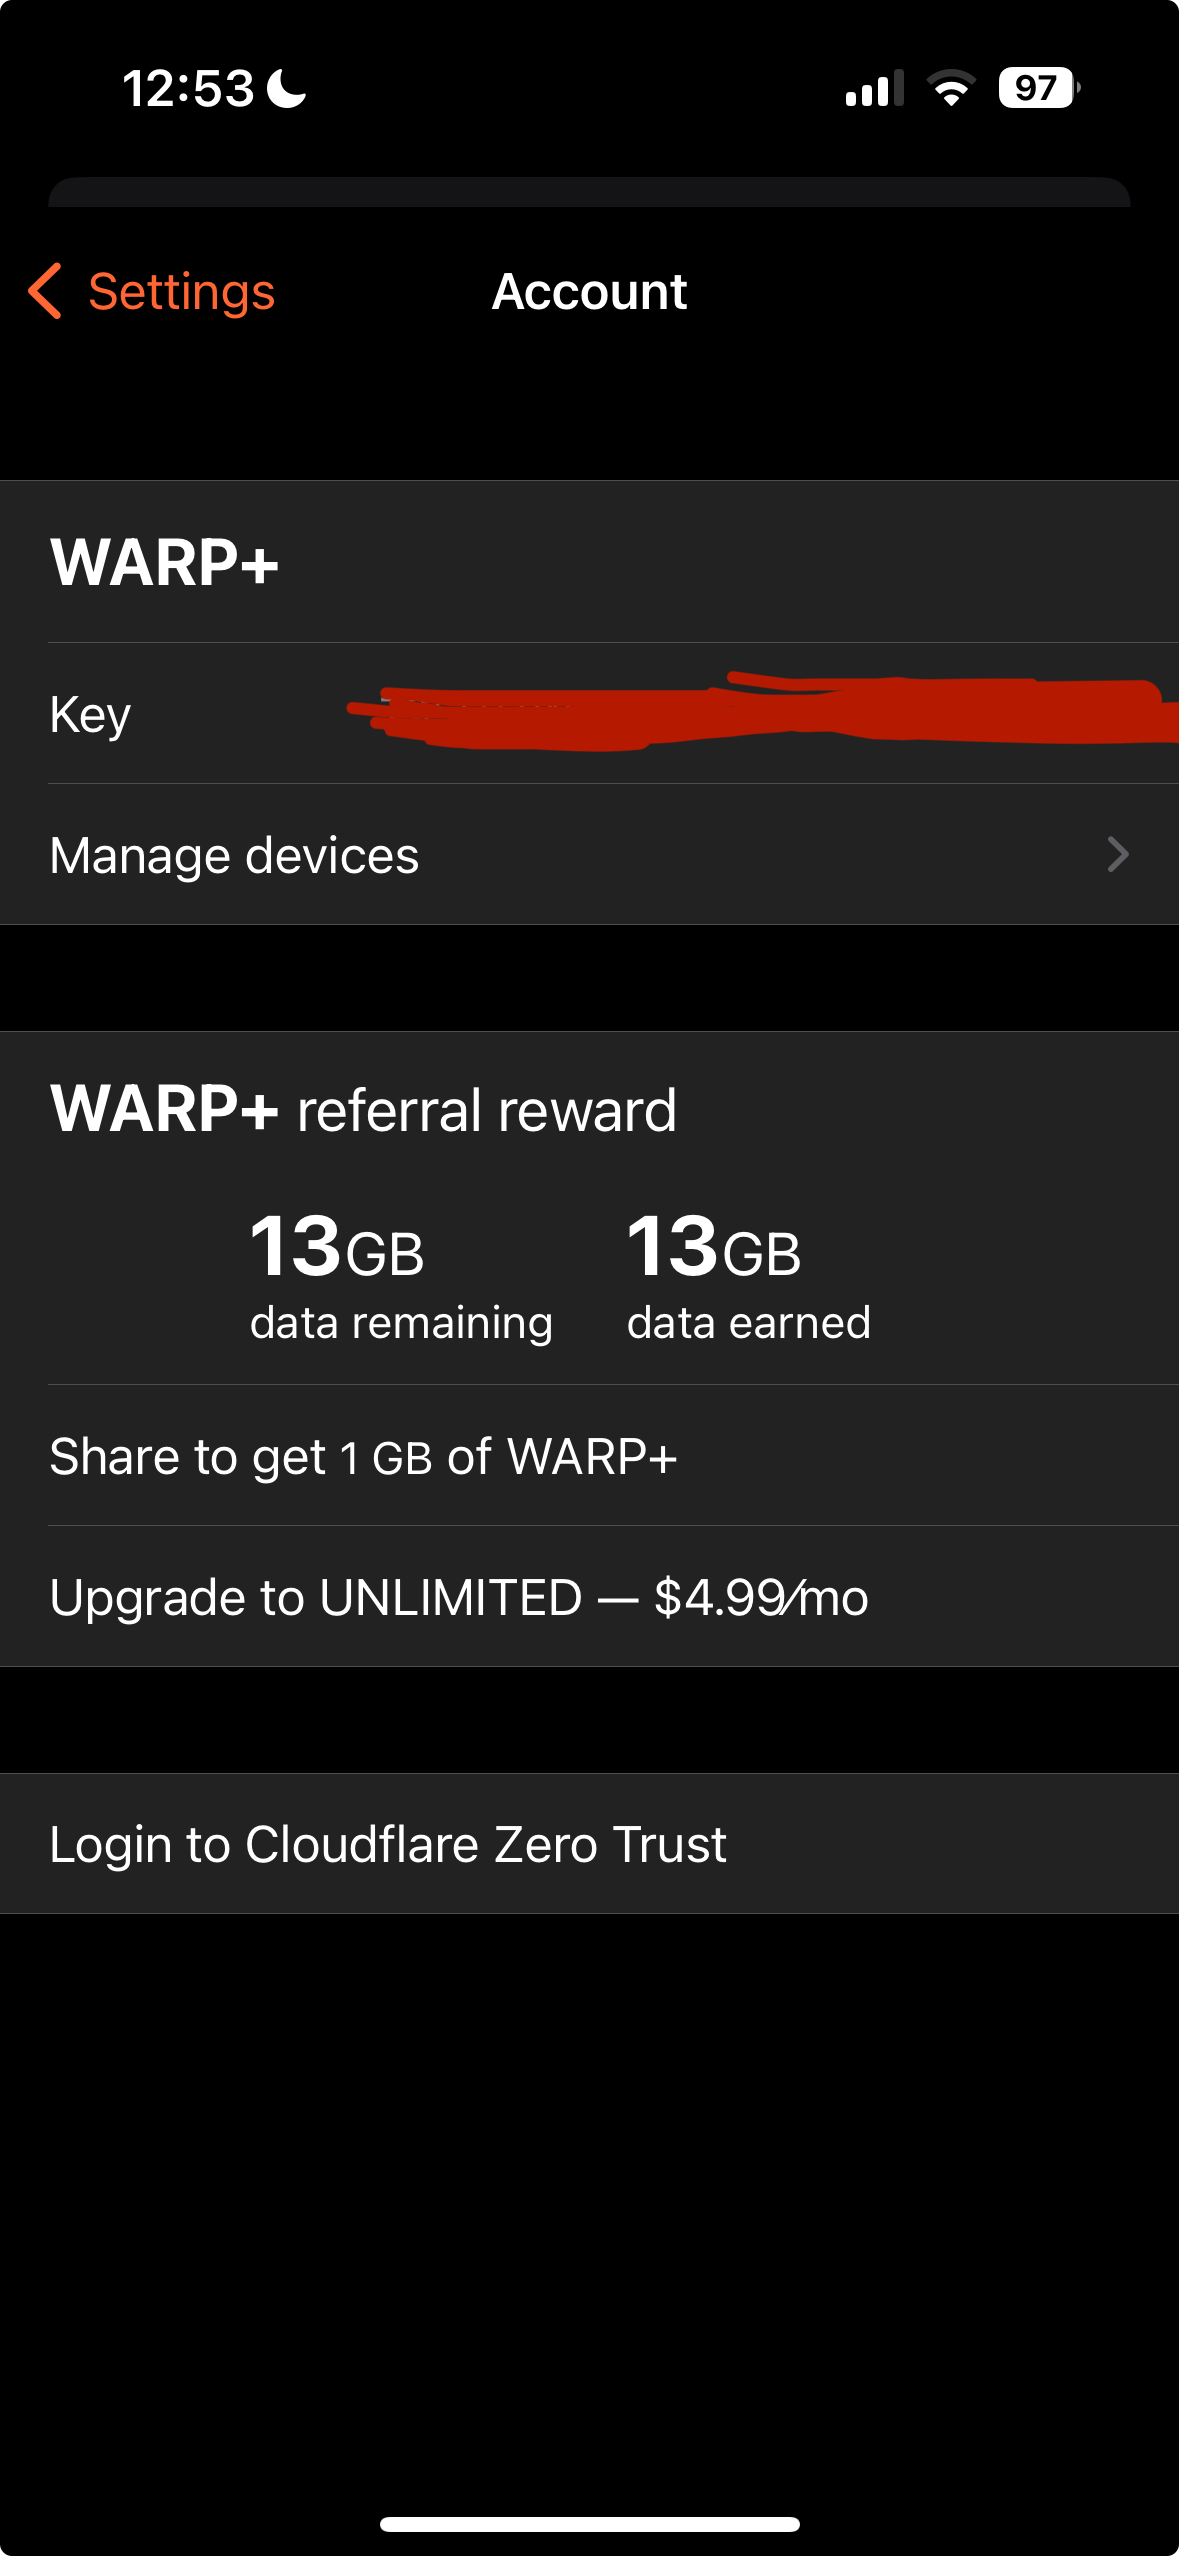 12:53
97
Settings
Account
WARP+
Key
Manage devices
WARP+ referral reward
13GB 13GB
data remaining data earned
Share to get 1 GB of WARP+
Upgrade to UNLIMITED — $4.99/mo
Login to Cloudflare Zero Trust